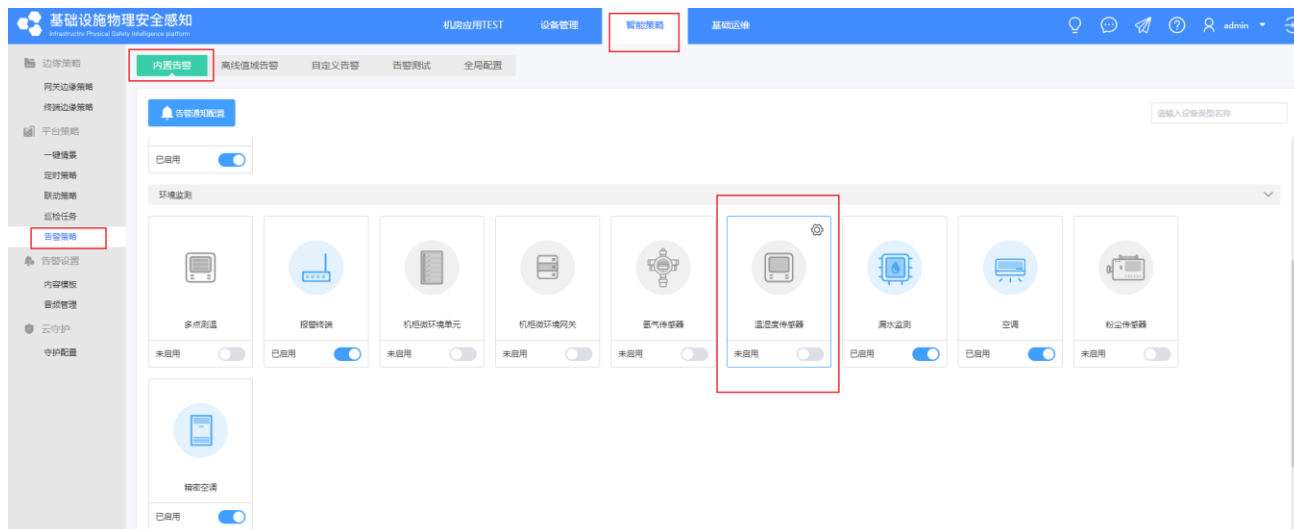 基础设施物理安全感知
Infrastructre Physical Safety Intelligence platform
机房应用TEST 设备管理 智能策略 基础运维
admin
边缘策略
网关边缘策略
终端边缘策略
平台策略
一键情景
定时策略
联动策略
巡检任务
告警策略
告警设置
内容模板
音频管理
云守护
守护配置
内置告警 离线值域告警 自定义告警 告警测试 全局配置
告警通知配置
请输入设备类型名称
已启用
环境监测
多点测温 报警终端 机柜微环境单元 机柜微环境网关 氢气传感器 温湿度传感器 漏水监测 空调 粉尘传感器
未启用 已启用 未启用 未启用 未启用 未启用 已启用 已启用 未启用
精密空调
已启用